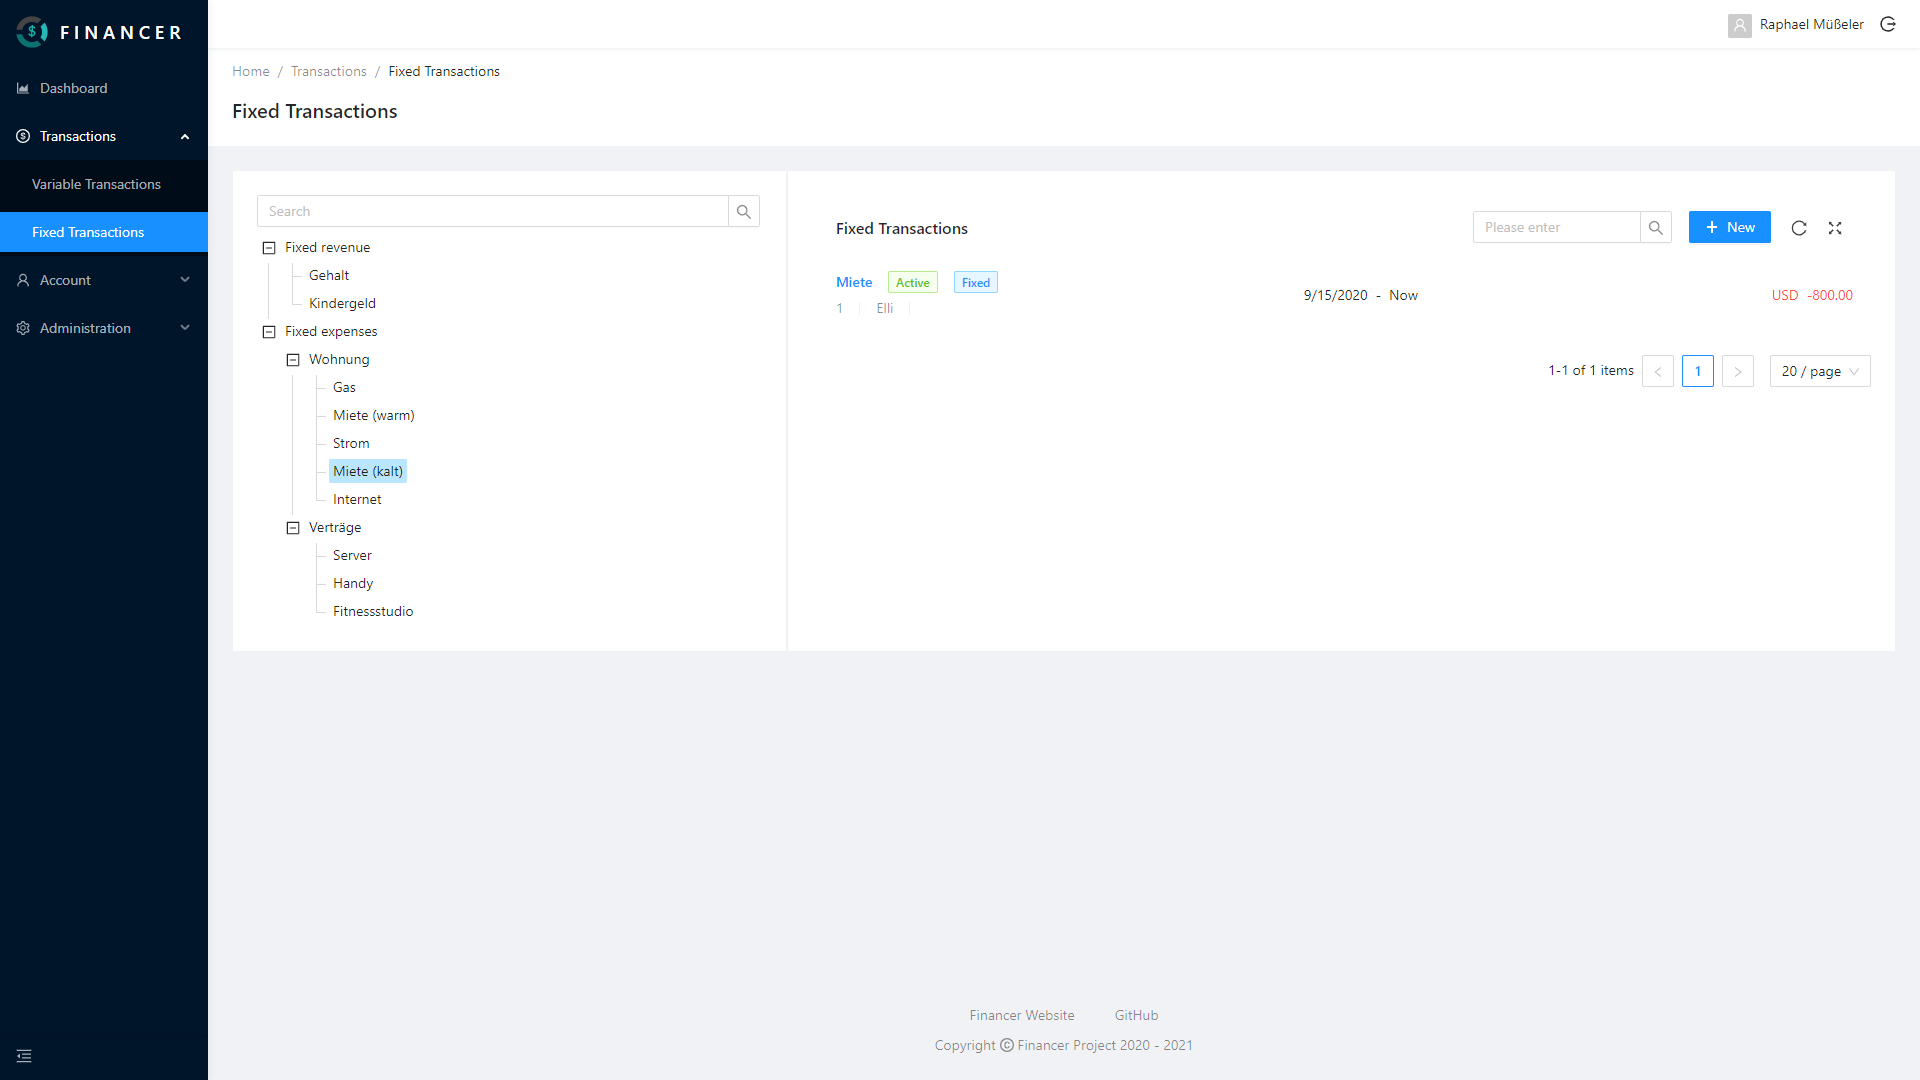 FINANCER
Raphael Müßeler
Dashboard
Transactions
Variable Transactions
Fixed Transactions
Account
Administration
Home / Transactions / Fixed Transactions
Fixed Transactions
Search
Fixed revenue
Gehalt
Kindergeld
Fixed expenses
Wohnung
Gas
Miete (warm)
Strom
Miete (kalt)
Internet
Verträge
Server
Handy
Fitnessstudio
Fixed Transactions
Please enter
+ New
Miete Active Fixed
1 Elli
9/15/2020 - Now
USD -800.00
1-1 of 1 items < 1 > 20 / page
Financer Website GitHub
Copyright © Financer Project 2020 - 2021